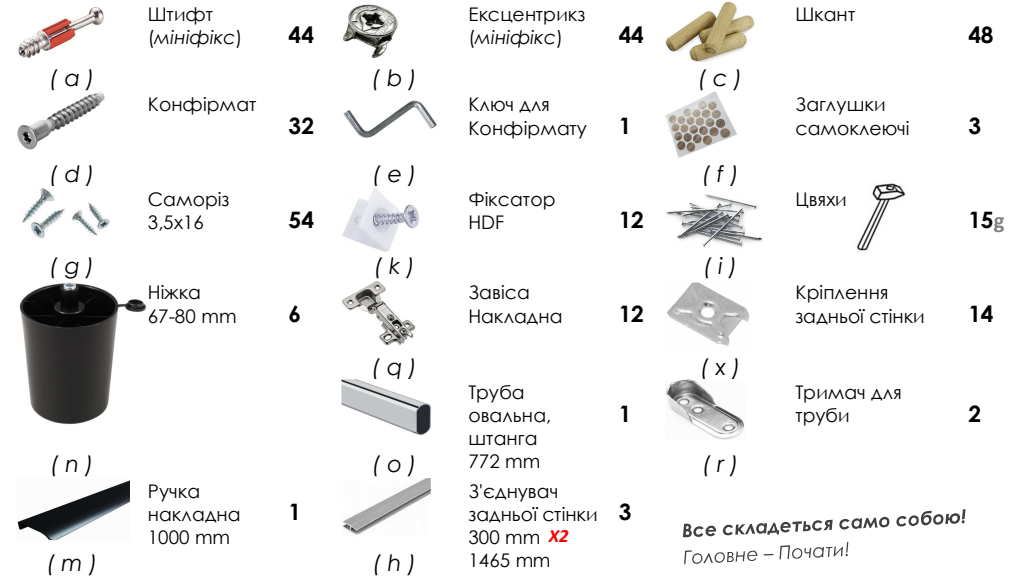 Штифт
(мініфікс)
44
( a )
Ексцентрикз
(мініфікс)
44
( b )
Шкант
48
( c )
Конфірмат
32
( d )
Ключ для
Конфірмату
1
( e )
Заглушки
самоклеючі
3
( f )
Саморіз
3,5x16
54
( g )
Фіксатор
HDF
12
( k )
Цвяхи
15g
( i )
Ніжка
67-80 mm
6
( n )
Завіса
Накладна
12
( q )
Кріплення
задньої стінки
14
( x )
Труба
овальна,
штанга
772 mm
1
( o )
Тримач для
труби
2
( r )
Ручка
накладна
1000 mm
1
( m )
З'єднувач
задньої стінки
300 mm X2
1465 mm
3
( h )
Все складеться само собою!
Головне – Почати!